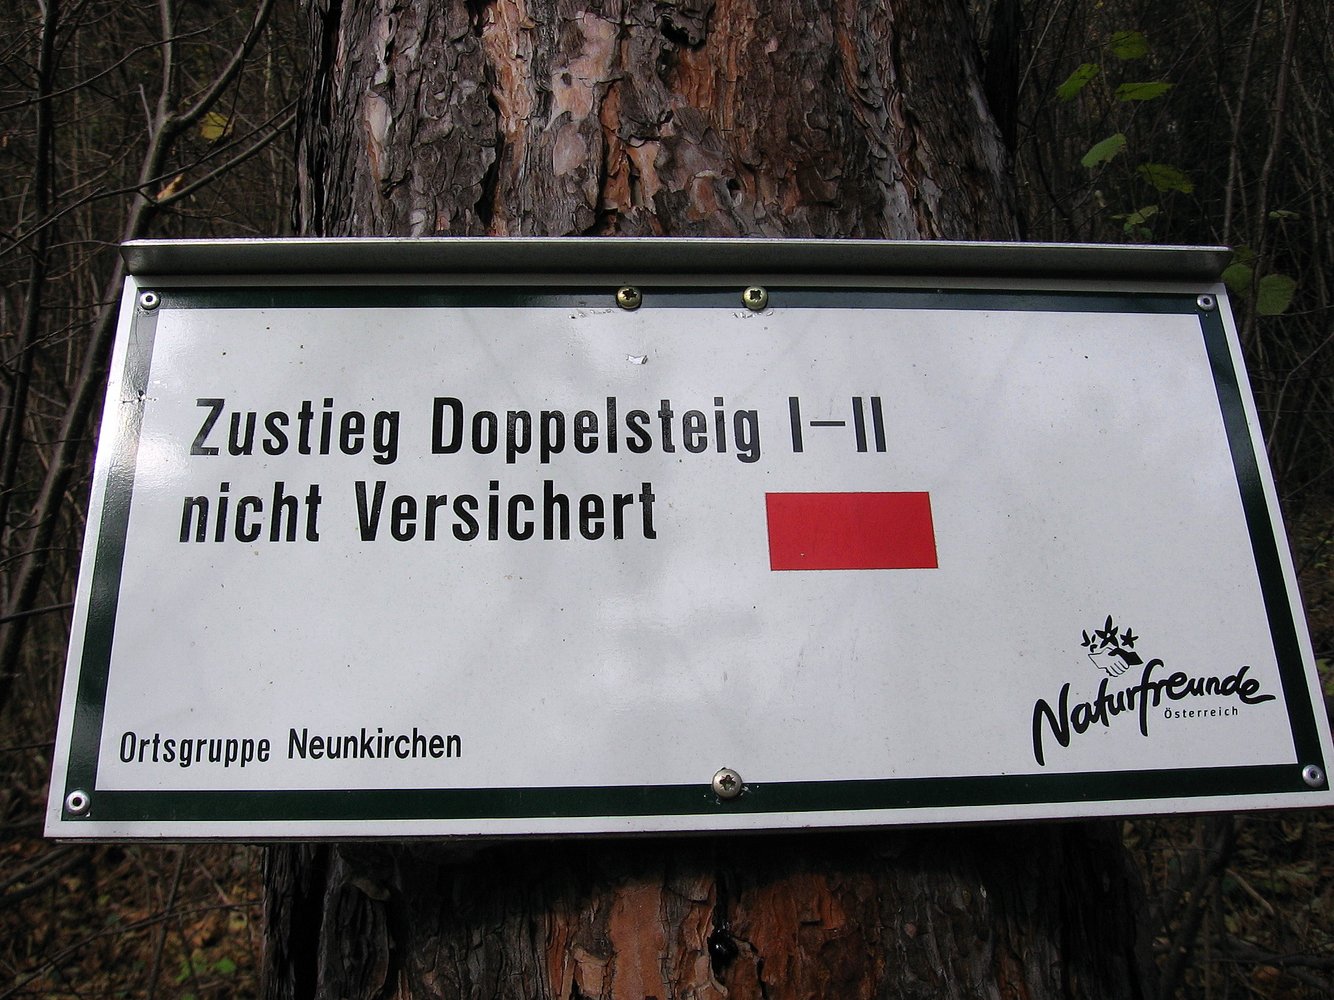 Zustieg Doppelsteig I–II
nicht Versichert
Ortsgruppe Neunkirchen
Naturfreunde
Österreich